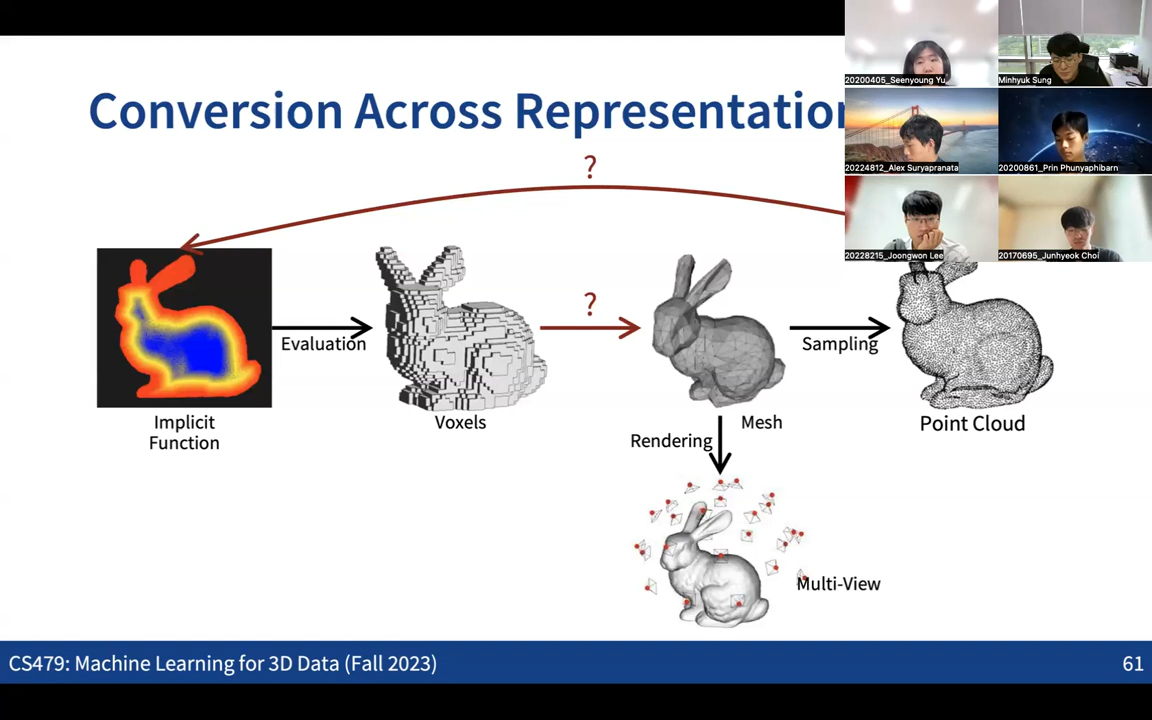 Conversion Across Representation
20200405_Seenyoung Yu
Minhyuk Sung
20224812_Alex Suryapranata
20200861_Prin Phunyaphibarn
20228215_Joongwon Lee
20170695_Junhyeok Choi
?
?
Evaluation
Sampling
Implicit
Function
Voxels
Mesh
Point Cloud
Rendering
Multi-View
CS479: Machine Learning for 3D Data (Fall 2023)
61